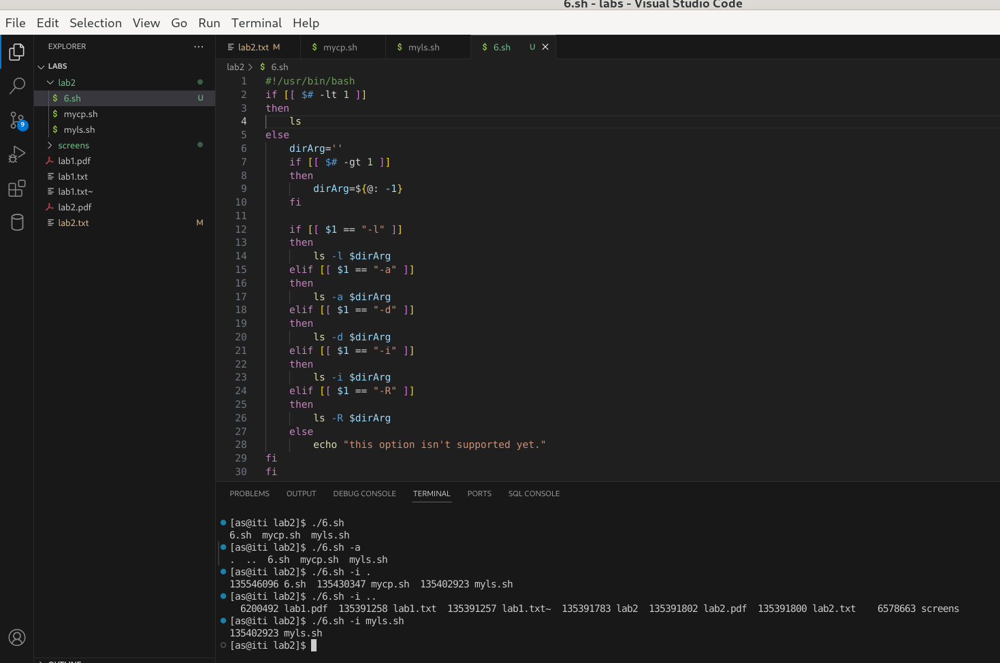 6.sh - labs - Visual Studio Code
File Edit Selection View Go Run Terminal Help
EXPLORER ...
LABS
lab2
6.sh U
mycp.sh
myls.sh
screens
lab1.pdf
lab1.txt
lab1.txt~
lab2.pdf
lab2.txt M
9
OUTLINE
lab2.txt M mycp.sh myls.sh 6.sh U
lab2 > $ 6.sh
1 #!/usr/bin/bash
2 if [[ $# -lt 1 ]]
3 then
4 ls
5 else
6 dirArg=''
7 if [[ $# -gt 1 ]]
8 then
9 dirArg=${@: -1}
10 fi
11
12 if [[ $1 == "-l" ]]
13 then
14 ls -l $dirArg
15 elif [[ $1 == "-a" ]]
16 then
17 ls -a $dirArg
18 elif [[ $1 == "-d" ]]
19 then
20 ls -d $dirArg
21 elif [[ $1 == "-i" ]]
22 then
23 ls -i $dirArg
24 elif [[ $1 == "-R" ]]
25 then
26 ls -R $dirArg
27 else
28 echo "this option isn't supported yet."
29 fi
30 fi
PROBLEMS OUTPUT DEBUG CONSOLE TERMINAL PORTS SQL CONSOLE
[as@iti lab2]$ ./6.sh
6.sh mycp.sh myls.sh
[as@iti lab2]$ ./6.sh -a
. .. 6.sh mycp.sh myls.sh
[as@iti lab2]$ ./6.sh -i .
135546096 6.sh 135430347 mycp.sh 135402923 myls.sh
[as@iti lab2]$ ./6.sh -i ..
6200492 lab1.pdf 135391258 lab1.txt 135391257 lab1.txt~ 135391783 lab2 135391802 lab2.pdf 135391800 lab2.txt 6578663 screens
[as@iti lab2]$ ./6.sh -i myls.sh
135402923 myls.sh
[as@iti lab2]$